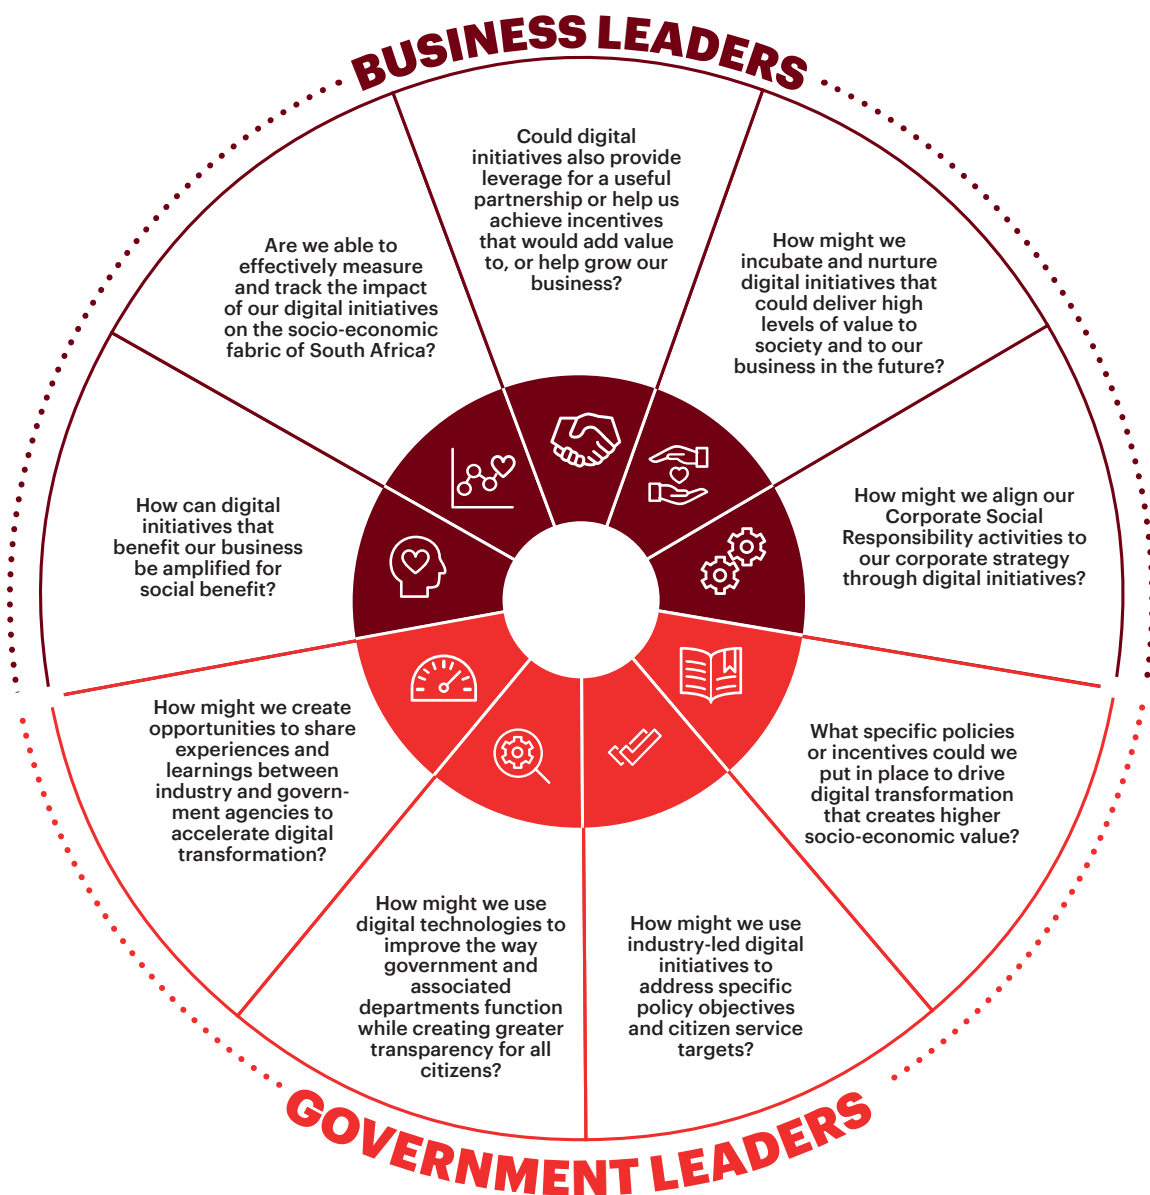 BUSINESS LEADERS
Could digital
initiatives also provide
leverage for a useful
partnership or help us
achieve incentives
that would add value
to, or help grow our
business?
Are we able to
effectively measure
and track the impact
of our digital initiatives
on the socio-economic
fabric of South Africa?
How might we
incubate and nurture
digital initiatives that
could deliver high
levels of value to
society and to our
business in the future?
How can digital
initiatives that
benefit our business
be amplified for
social benefit?
How might we align our
Corporate Social
Responsibility activities to
our corporate strategy
through digital initiatives?
How might we create
opportunities to share
experiences and
learnings between
industry and govern-
ment agencies to
accelerate digital
transformation?
What specific policies
or incentives could we
put in place to drive
digital transformation
that creates higher
socio-economic value?
How might we use
digital technologies to
improve the way
government and
associated
departments function
while creating greater
transparency for all
citizens?
How might we use
industry-led digital
initiatives to
address specific
policy objectives
and citizen service
targets?
GOVERNMENT LEADERS